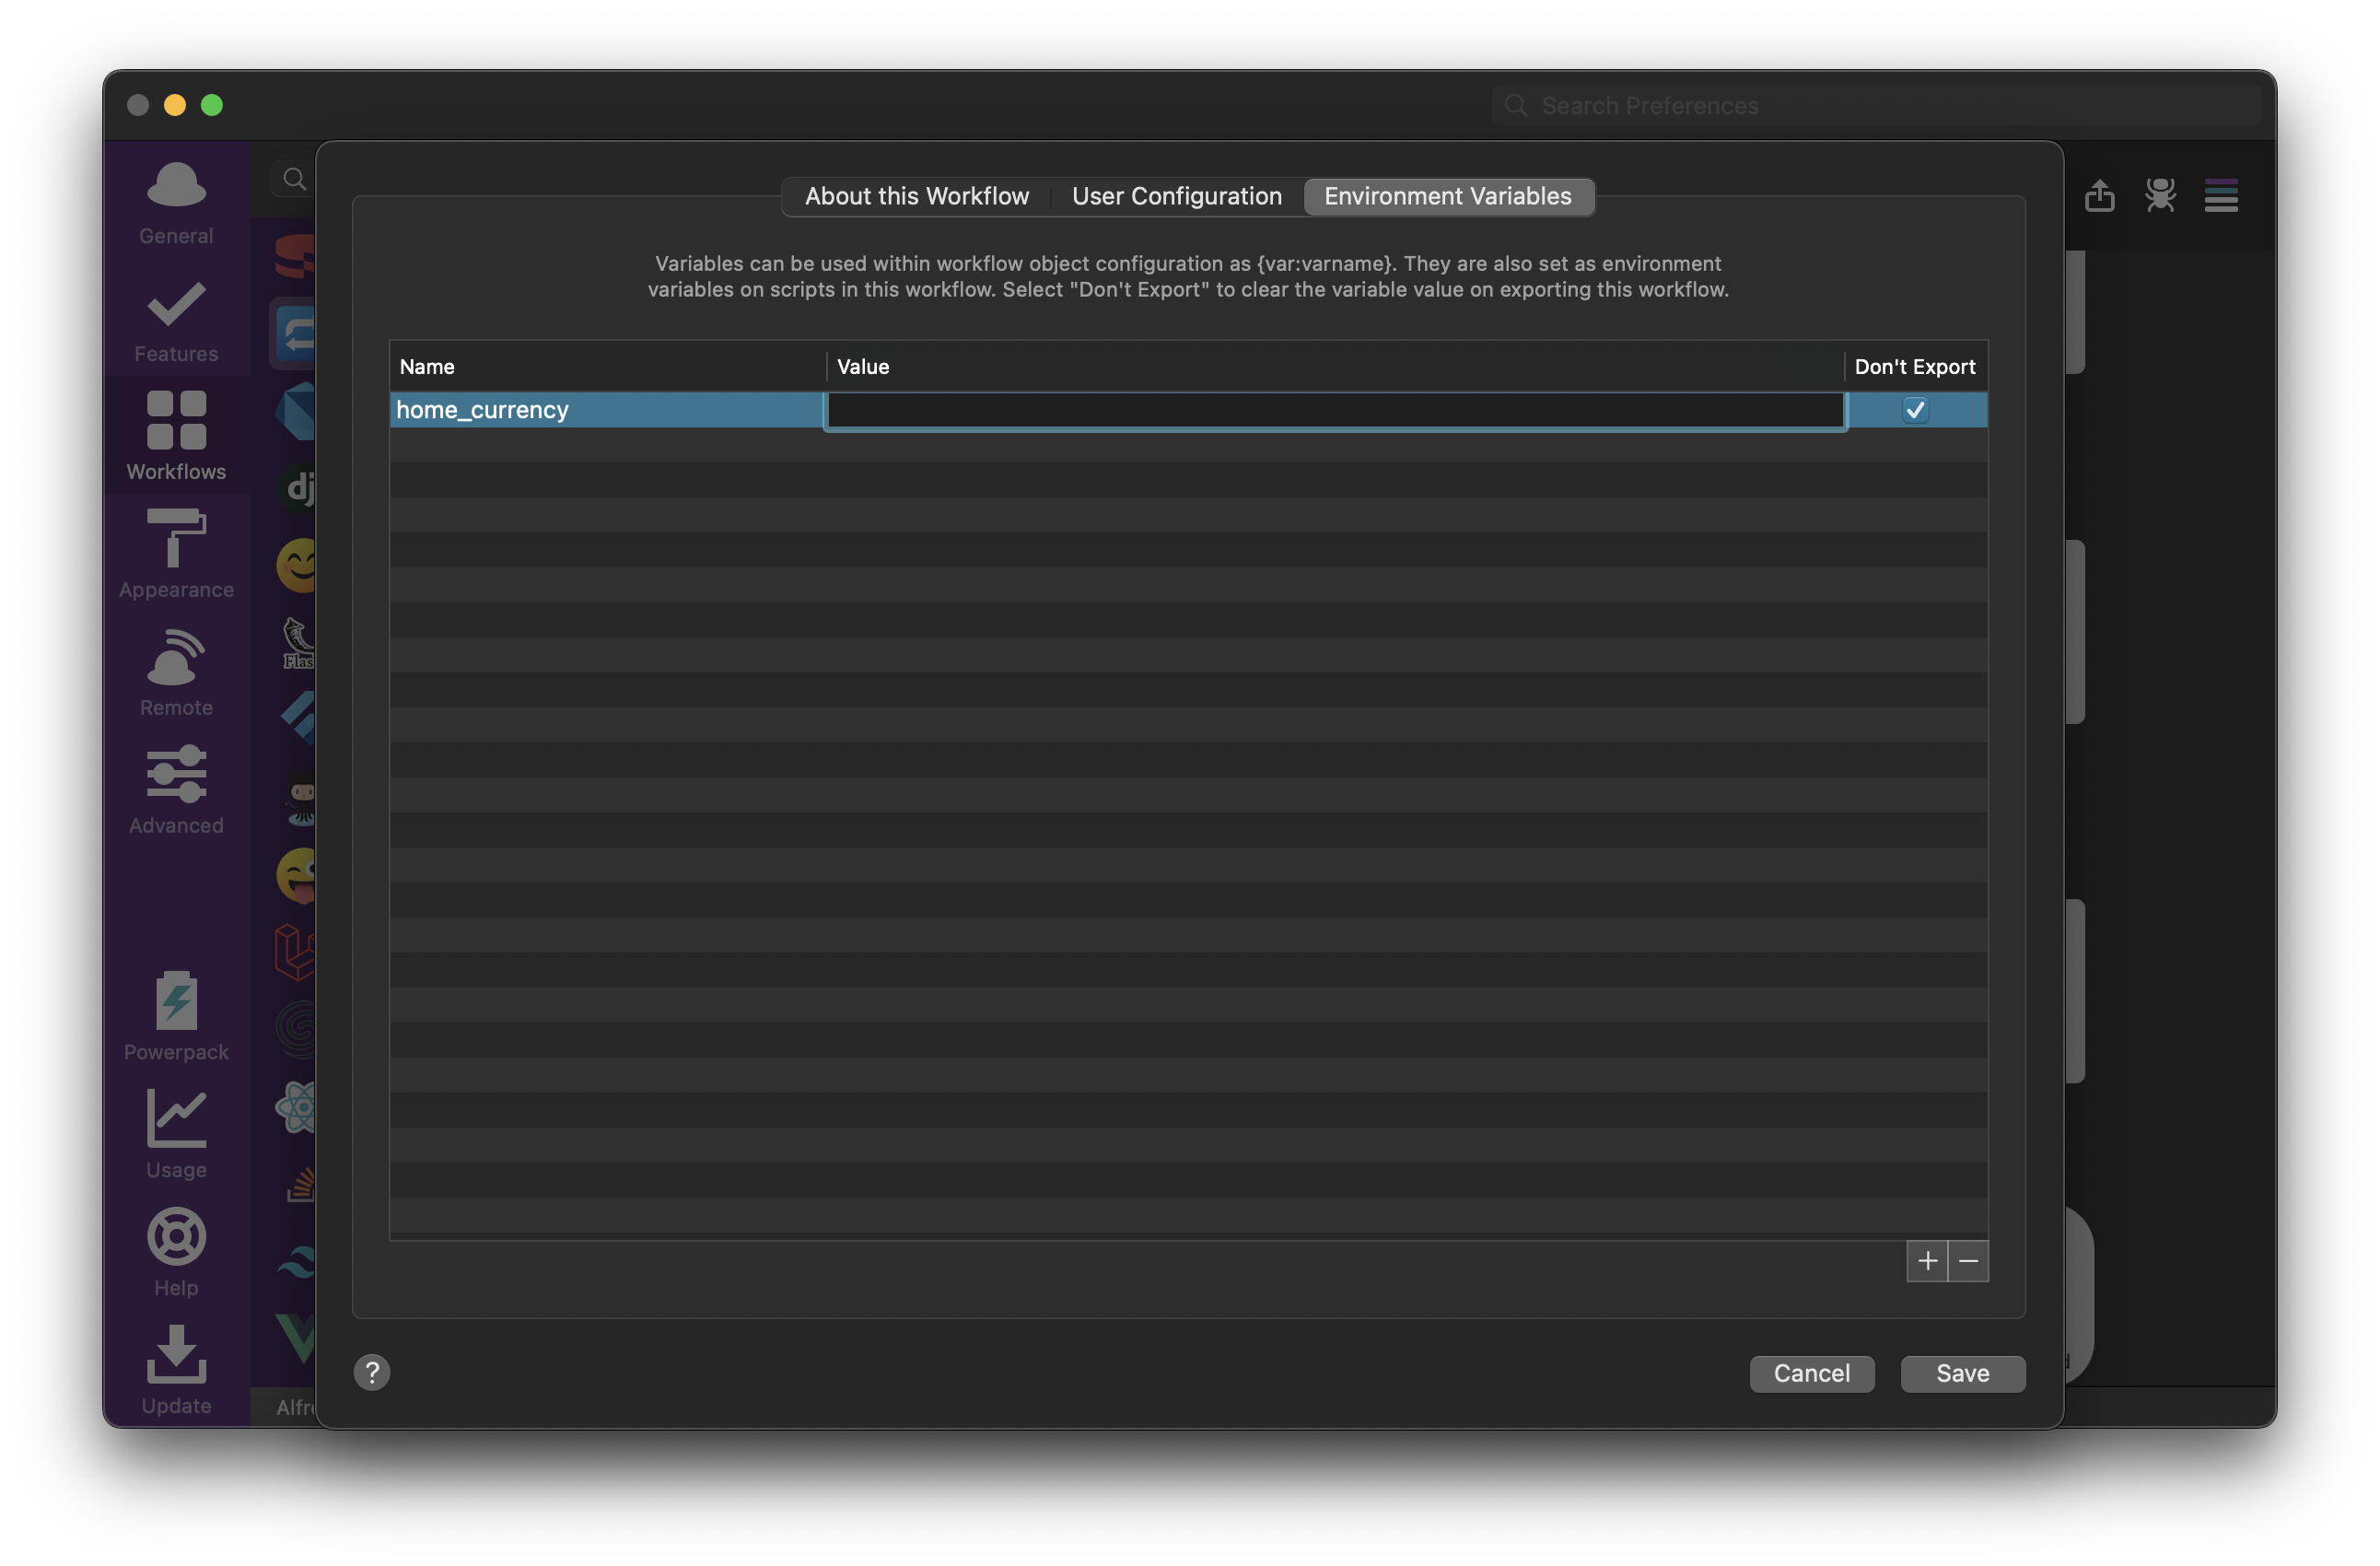 Search Preferences
General
Features
Workflows
Appearance
Remote
Advanced
Powerpack
Usage
Help
Update
dj
Flas
Alfre
About this Workflow
User Configuration
Environment Variables
Variables can be used within workflow object configuration as {var:varname}. They are also set as environment
variables on scripts in this workflow. Select "Don't Export" to clear the variable value on exporting this workflow.
Name
Value
Don't Export
home_currency
+
−
?
Cancel
Save